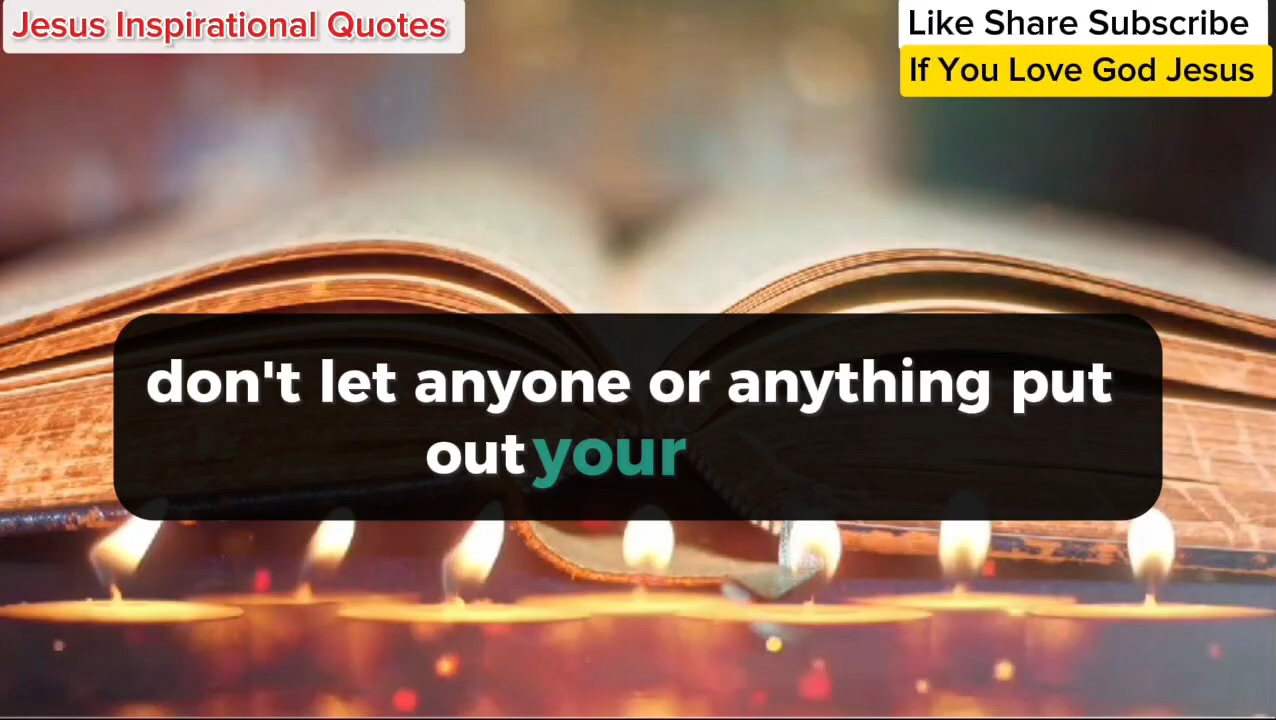 Jesus Inspirational Quotes
Like Share Subscribe
If You Love God Jesus
don't let anyone or anything put
out your